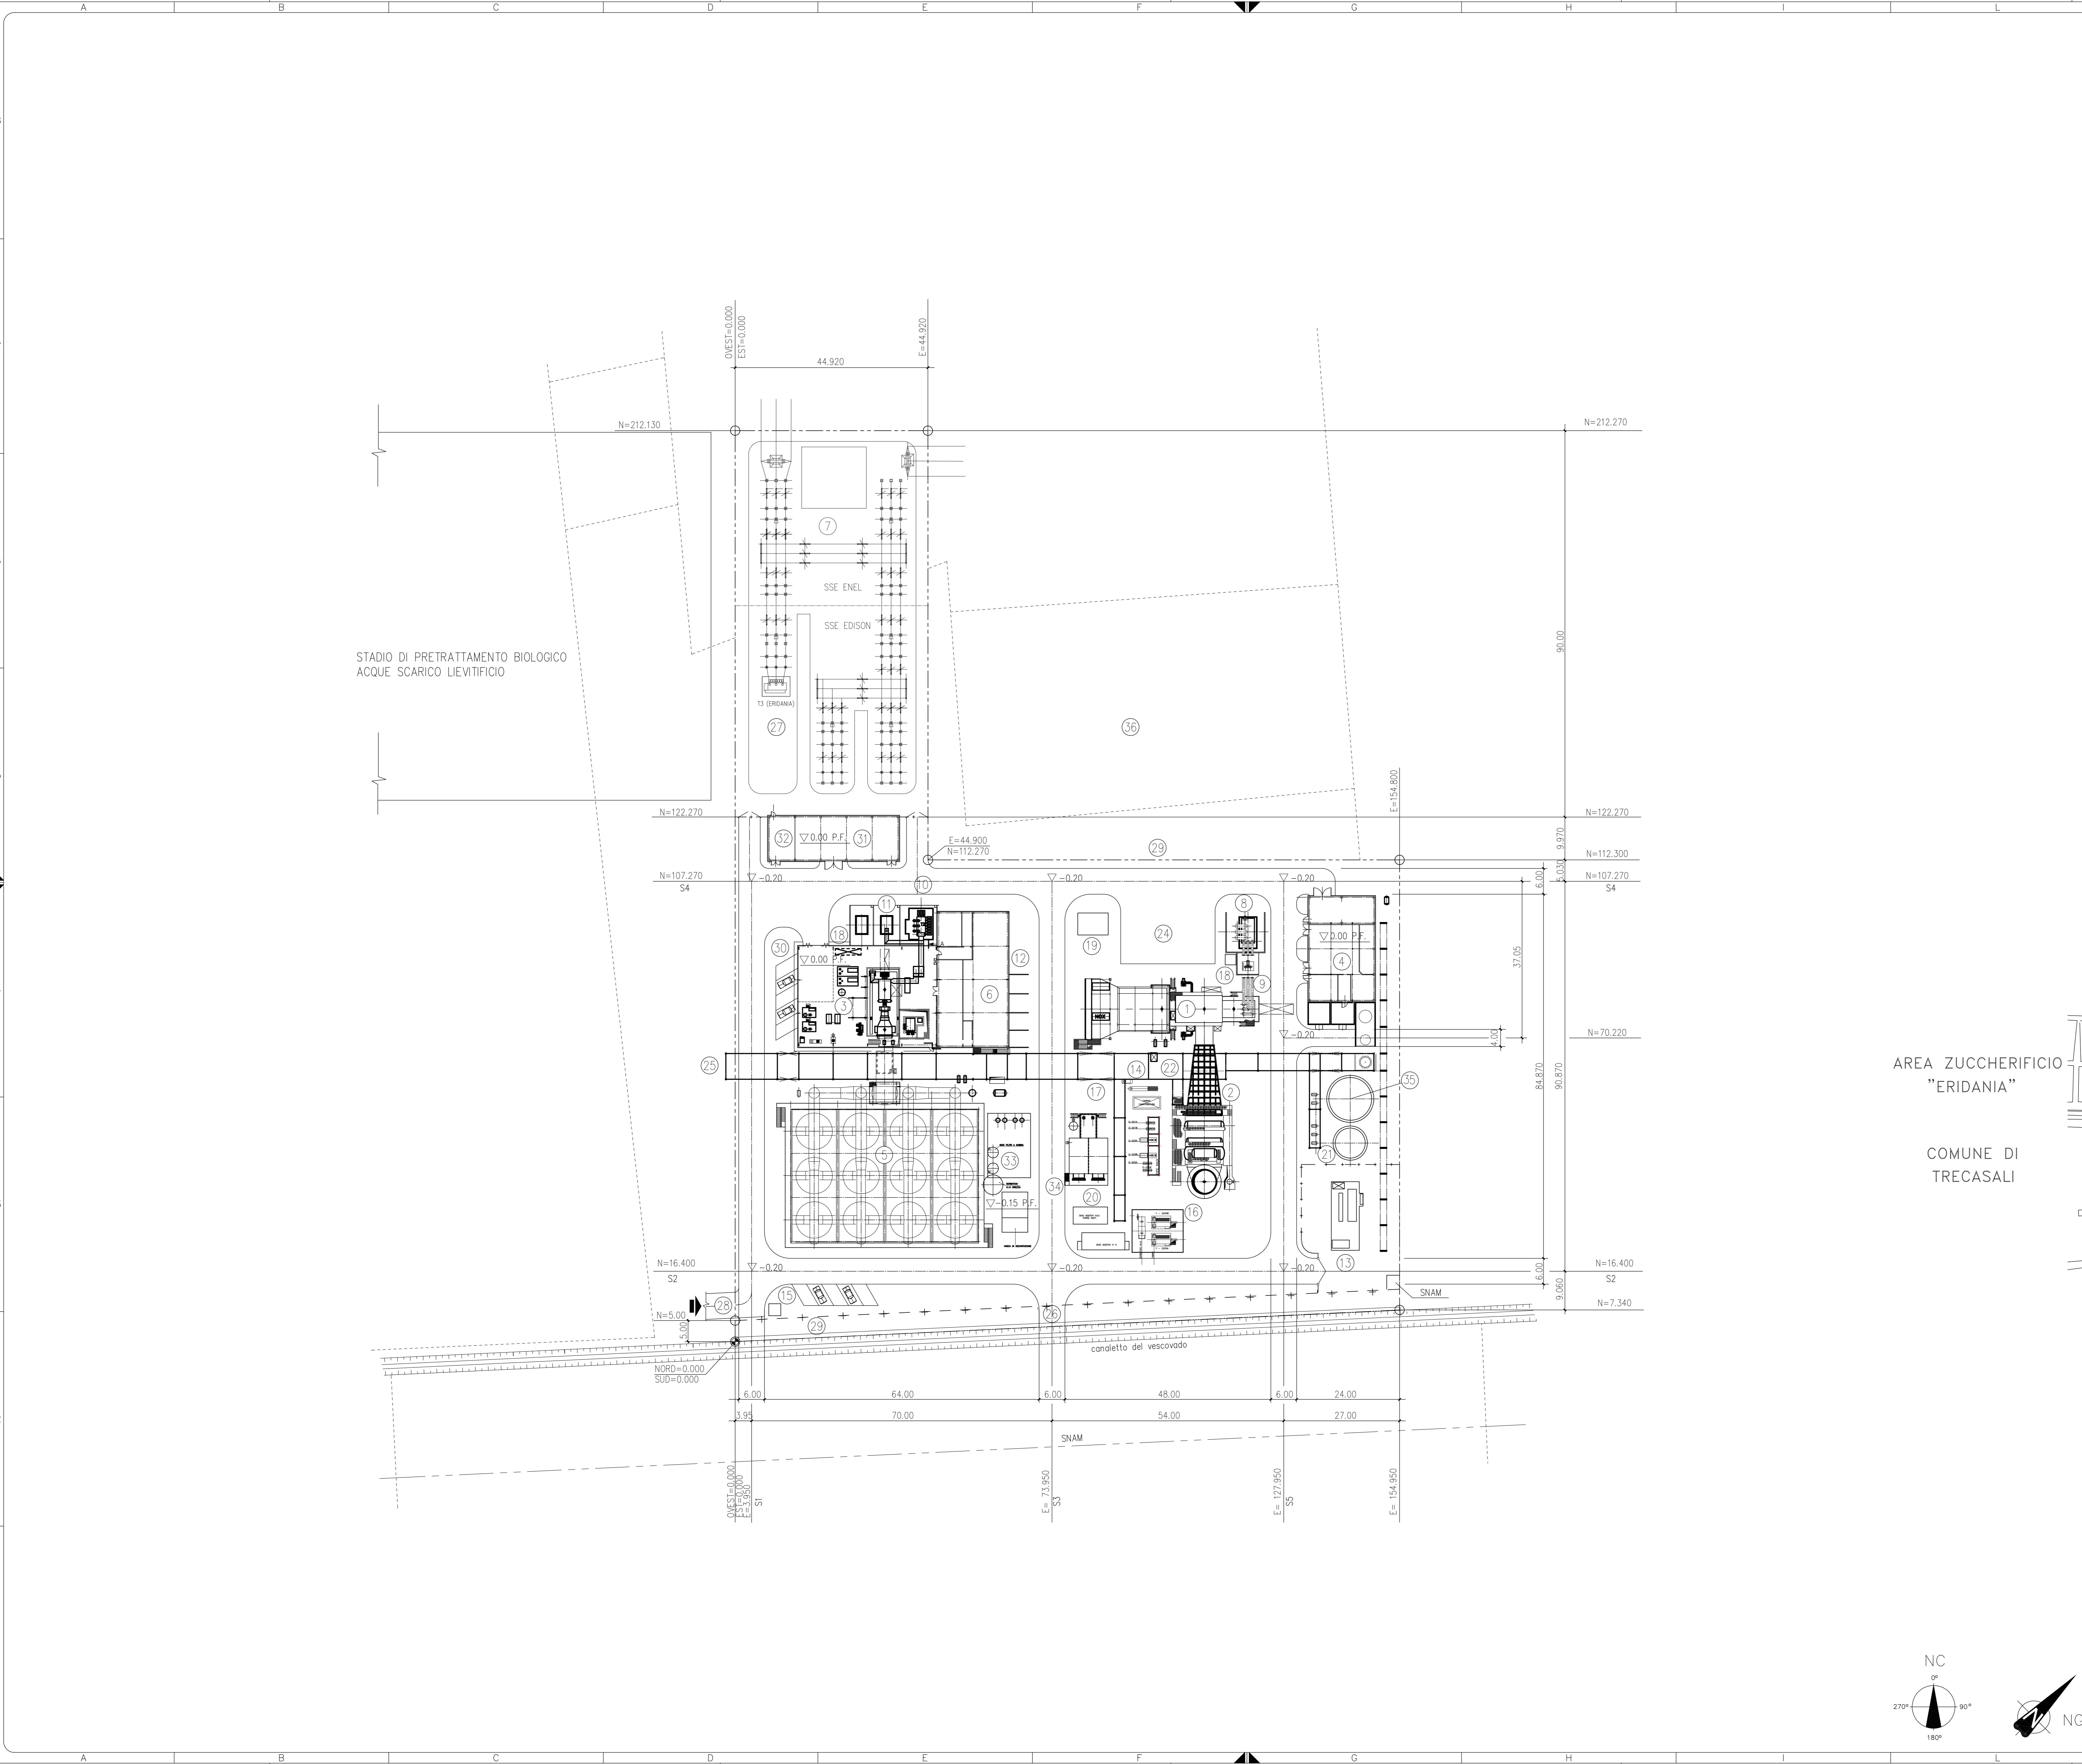 A B C D E F G H I L
OVEST=0.000
EST=0.000
E=44.920
44.920
N=212.130
N=212.270
7
SSE ENEL
SSE EDISON
90.00
STADIO DI PRETRATTAMENTO BIOLOGICO
ACQUE SCARICO LIEVITIFICIO
T3 (ERIDANIA)
27
36
E=154.800
N=122.270
N=122.270
32
0.00 P.F.
31
E=44.900
N=112.270
29
9.970
N=112.300
N=107.270
S4
-0.20
-0.20
-0.20
5.030
6.00
N=107.270
S4
10
11
8
18
30
0.00 P.F.
A
12
19
24
0.00 P.F.
4
37.05
6
3
18
9
1
NOX
-0.20
N=70.220
4.00
25
14
22
17
2
35
84.870
90.870
AREA ZUCCHERIFICIO
"ERIDANIA"
COMUNE DI
TRECASALI
5
33
21
34
20
-0.15 P.F.
16
13
N=16.400
S2
-0.20
-0.20
-0.20
6.00
N=16.400
S2
15
28
SNAM
9.060
N=5.00
5.00
29
26
N=7.340
canaletto del vescovado
NORD=0.000
SUD=0.000
6.00 64.00 6.00 48.00 6.00 24.00
3.95 70.00 54.00 27.00
SNAM
OVEST=0.000
EST=0.000
E=3.950
S1
E= 73.950
S3
E= 127.950
S5
E= 154.950
NC
0°
270° 90°
180°
N
NG
A B C D E F G H I L